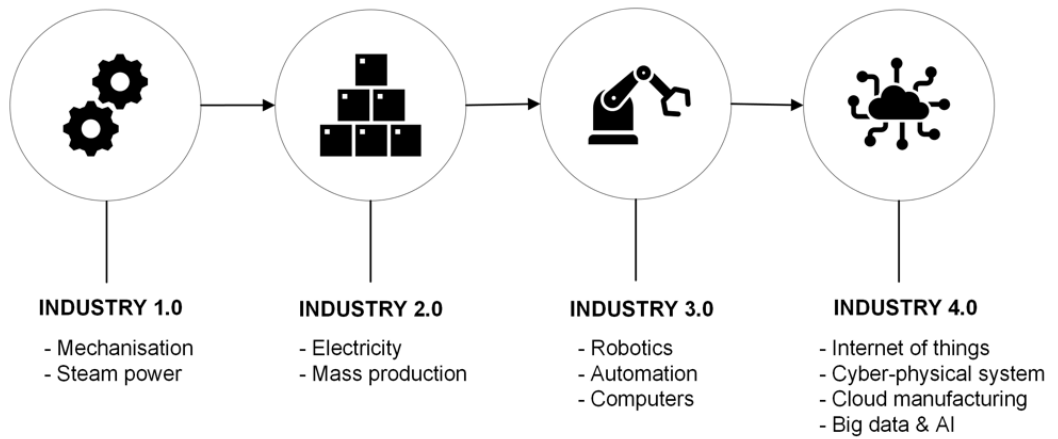 INDUSTRY 1.0
- Mechanisation
- Steam power
INDUSTRY 2.0
- Electricity
- Mass production
INDUSTRY 3.0
- Robotics
- Automation
- Computers
INDUSTRY 4.0
- Internet of things
- Cyber-physical system
- Cloud manufacturing
- Big data & AI